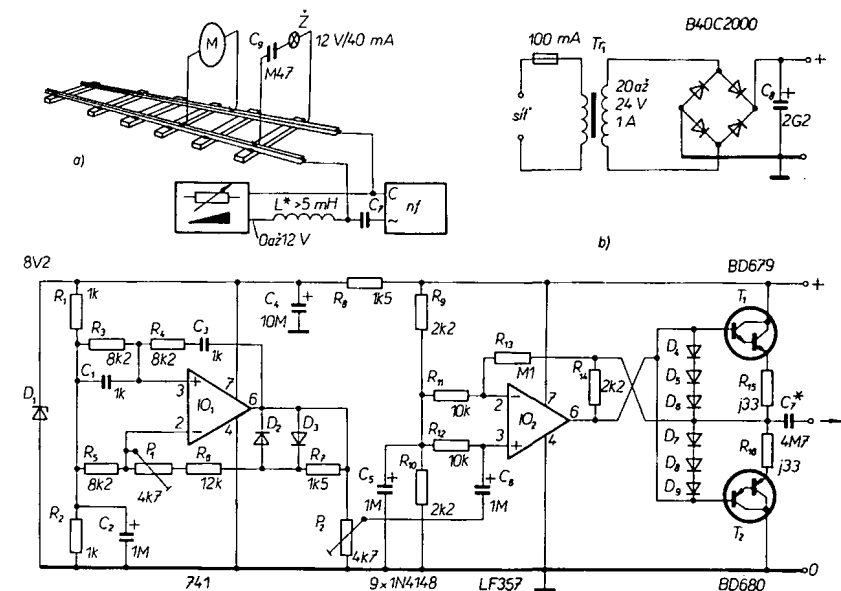 M
C9
M47
Ž
12 V/40 mA
a)
L* >5 mH
0až12 V
C7
C
~
nf
100 mA
Tr1
B40C2000
síť
20až
24 V
1 A
C8
+
2G2
+
b)
8V2
R1
1k
R3
8k2
R4
8k2
C3
1k
C1
1k
D1
R5
8k2
P1
4k7
R6
12k
3
2
+
-
IO1
7
6
4
D2
D3
R7
1k5
R2
1k
C2
+
1M
P2
4k7
741
C4
+
10M
R8
1k5
R9
2k2
R11
10k
R12
10k
R10
2k2
C5
1M
C6
1M
9×1N4148
R13
M1
2
3
-
+
IO2
7
6
4
R14
2k2
LF357
BD679
+
T1
D4
D5
D6
D7
D8
D9
R15
j33
C7*
4M7
R16
j33
T2
0
BD680